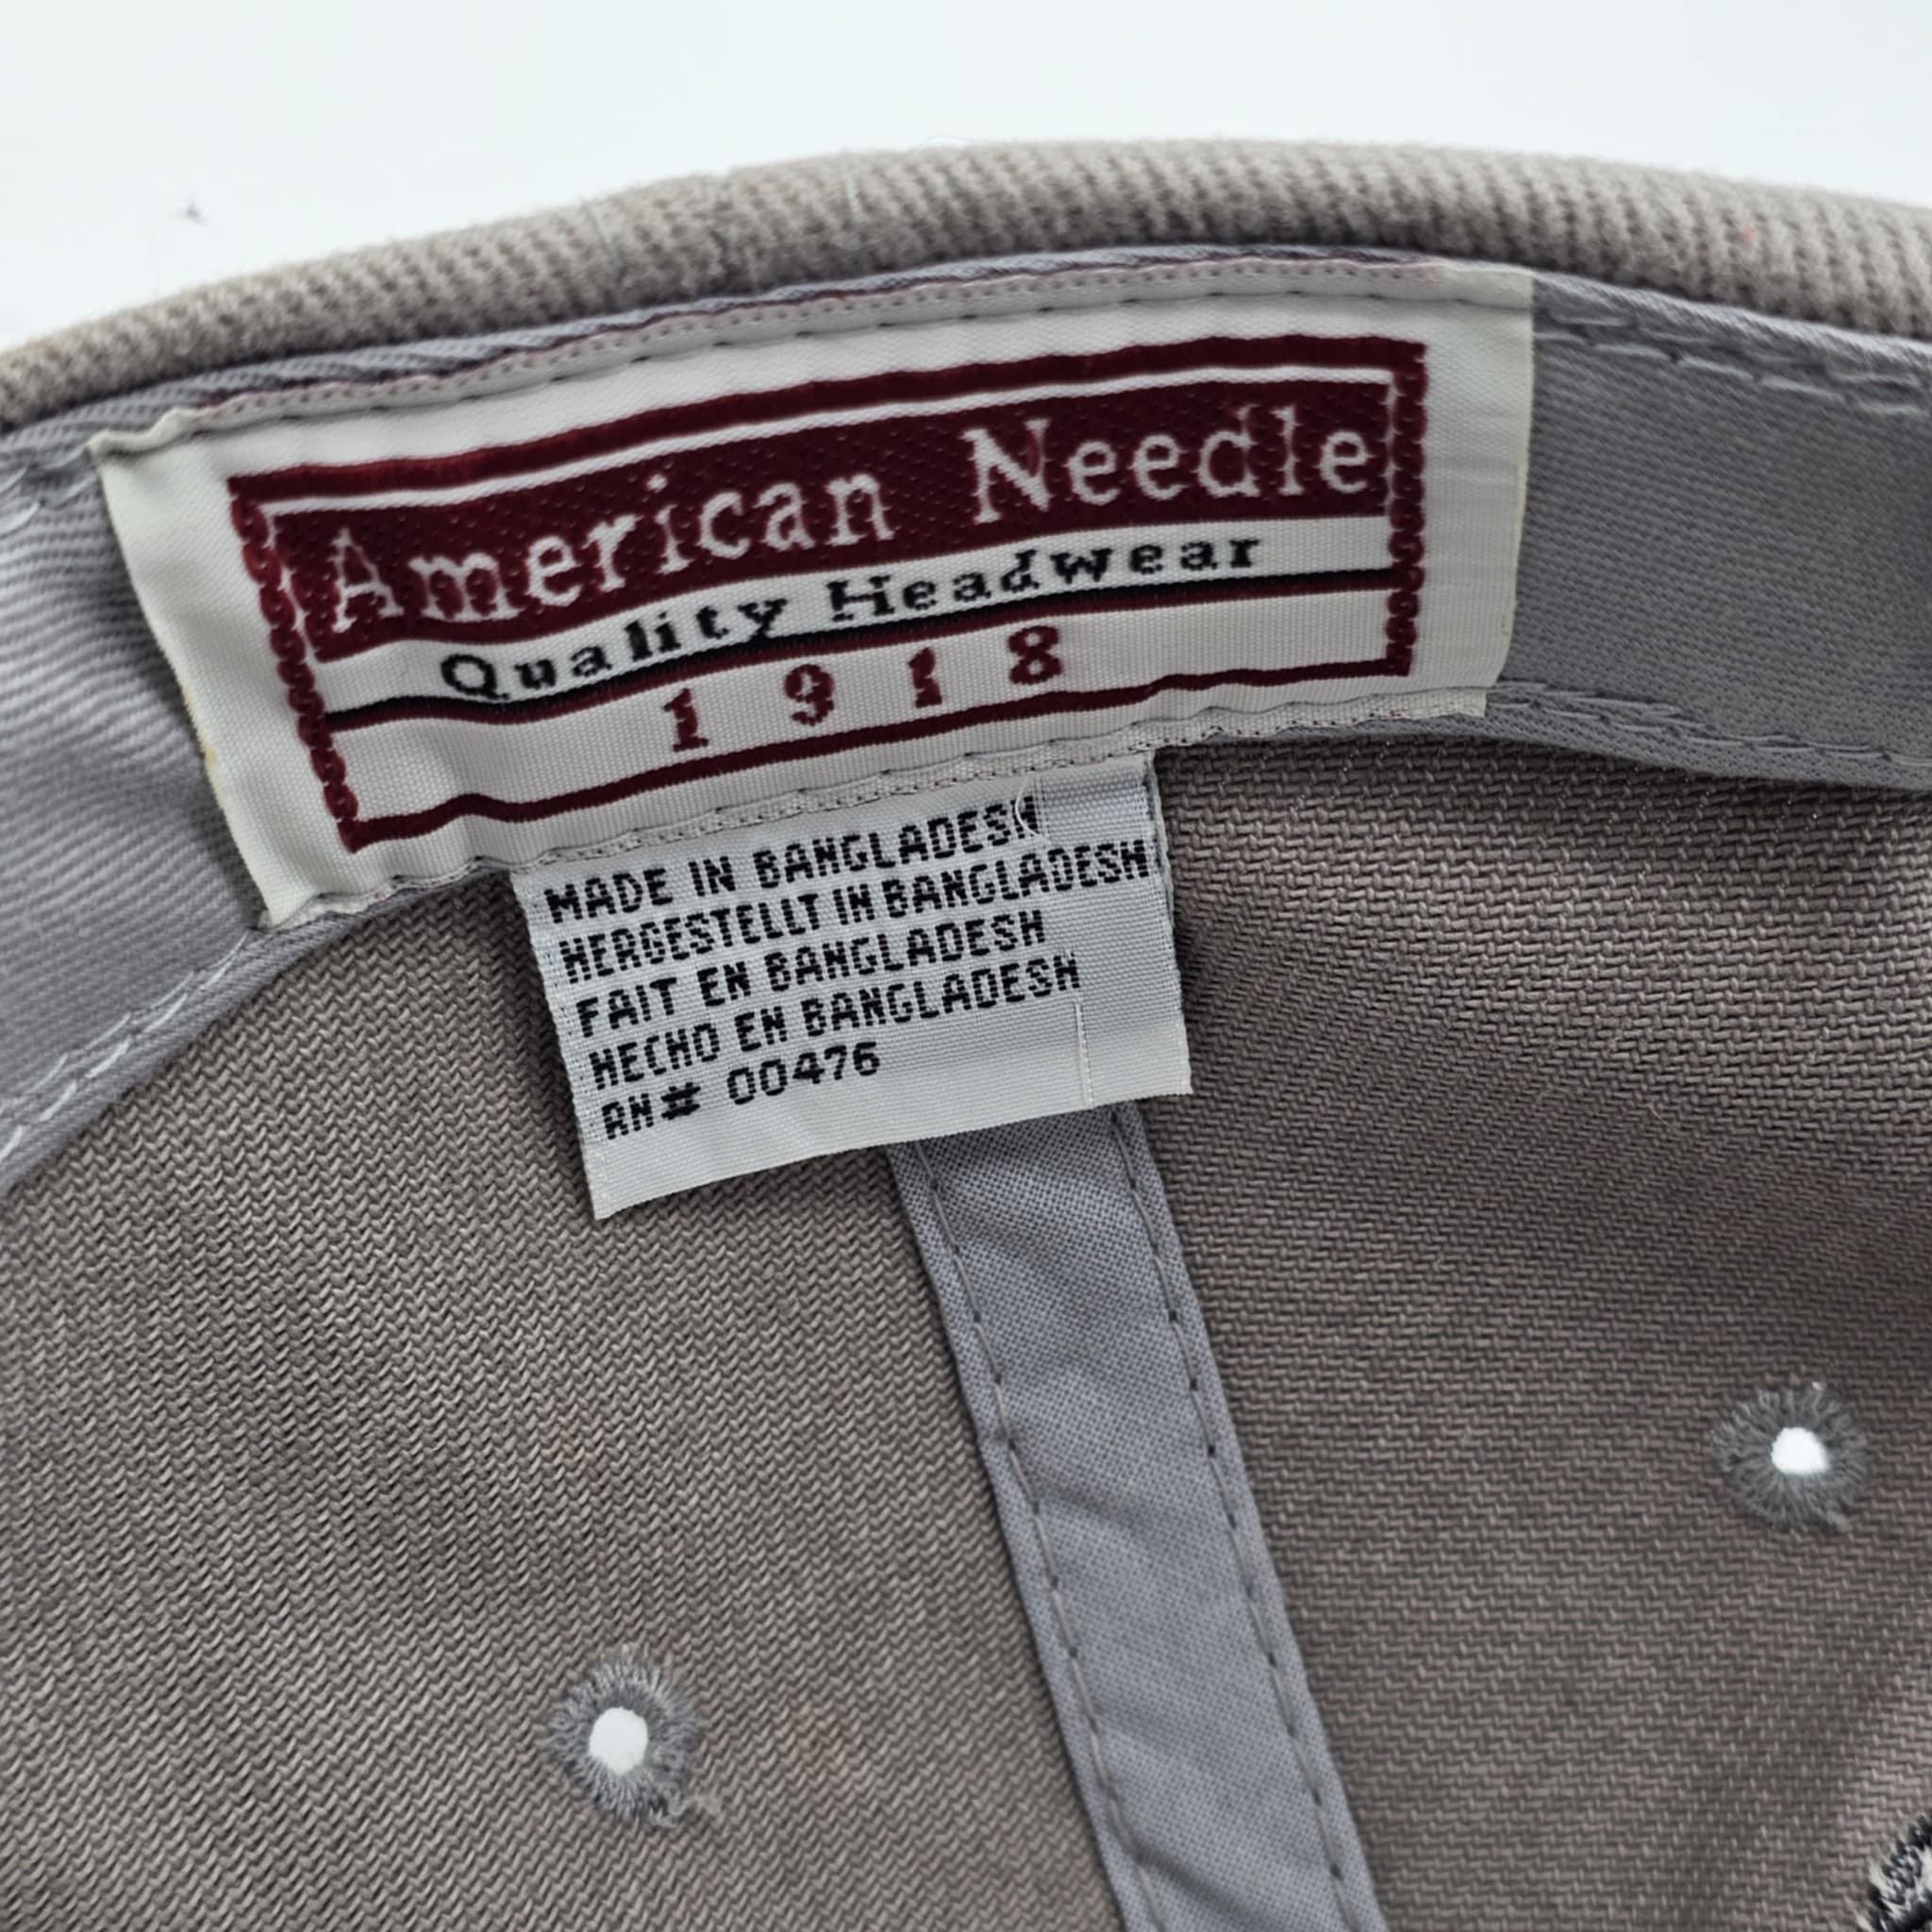 American Needle
Quality Headwear
1918
MADE IN BANGLADESH
HERGESTELLT IN BANGLADESH
FAIT EN BANGLADESH
HECHO EN BANGLADESH
RN# 00476